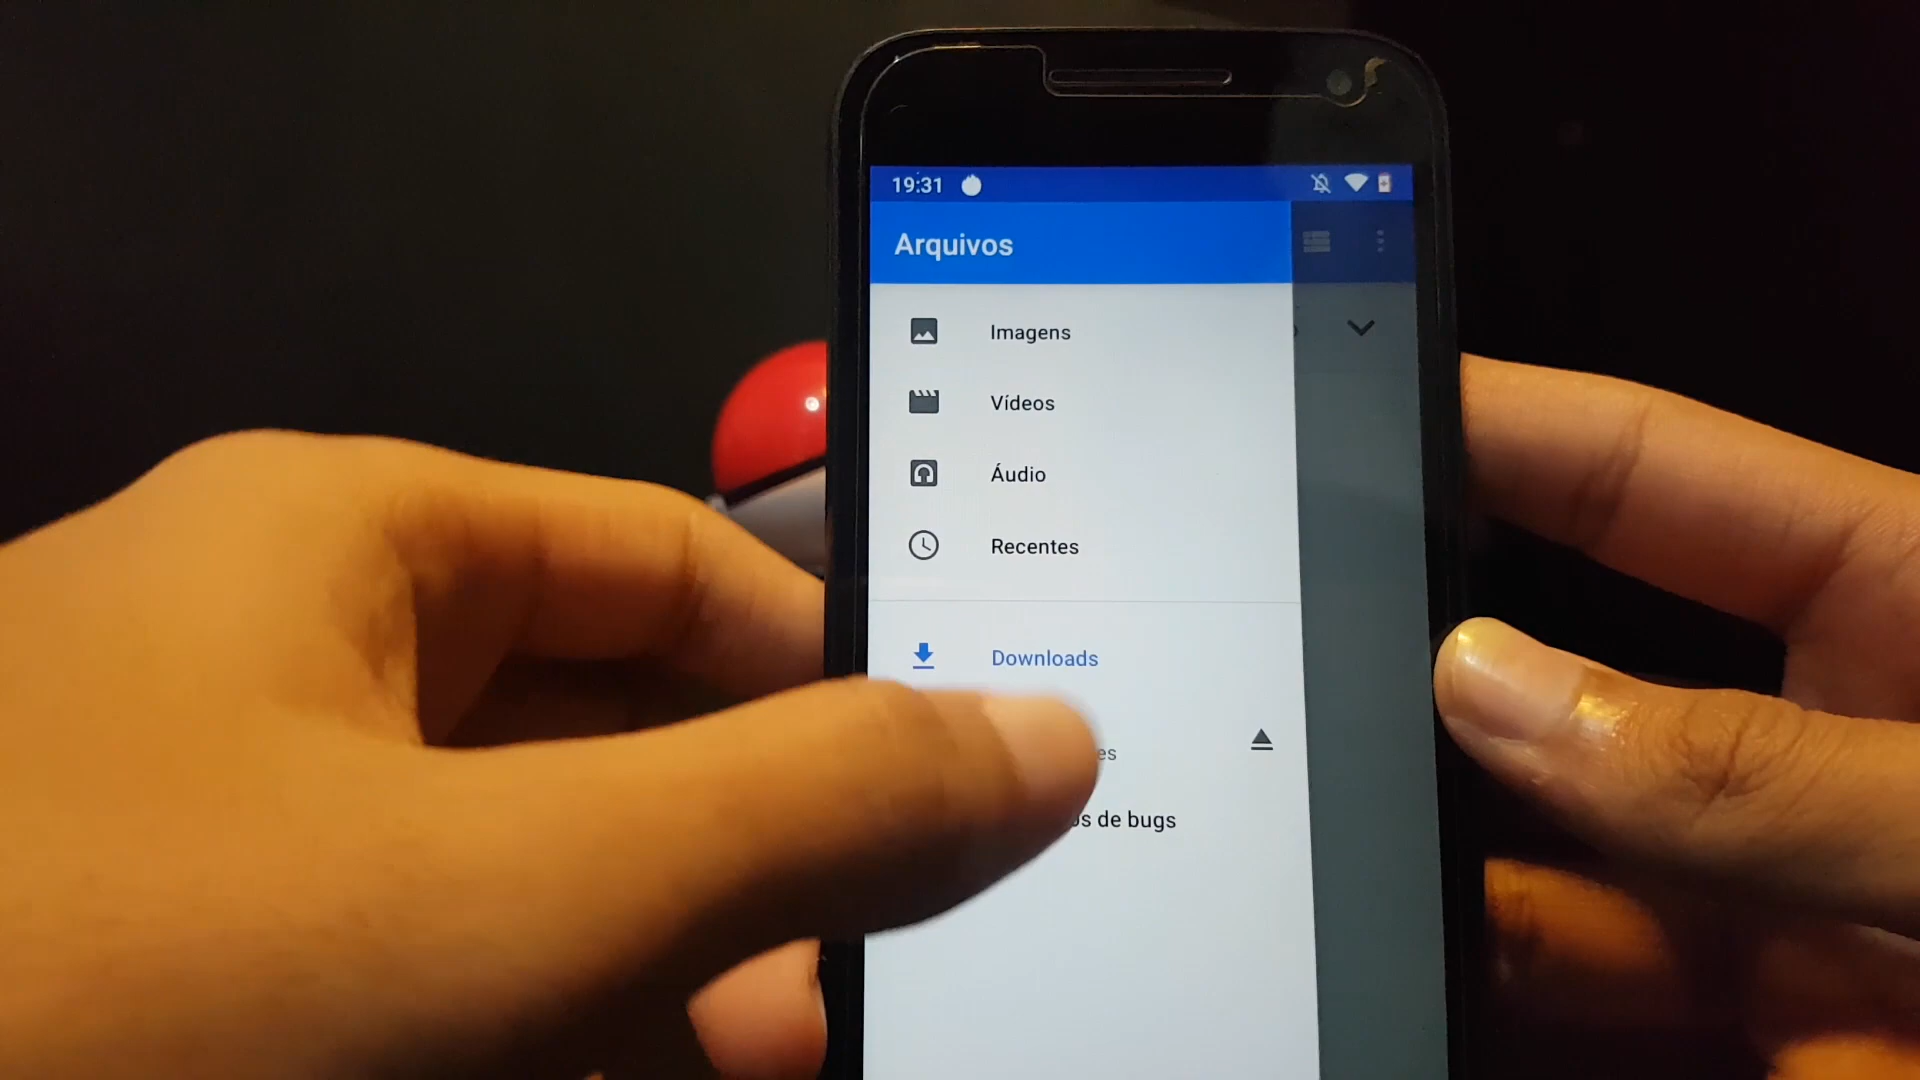 19:31
Arquivos
Imagens
Vídeos
Áudio
Recentes
Downloads
de bugs